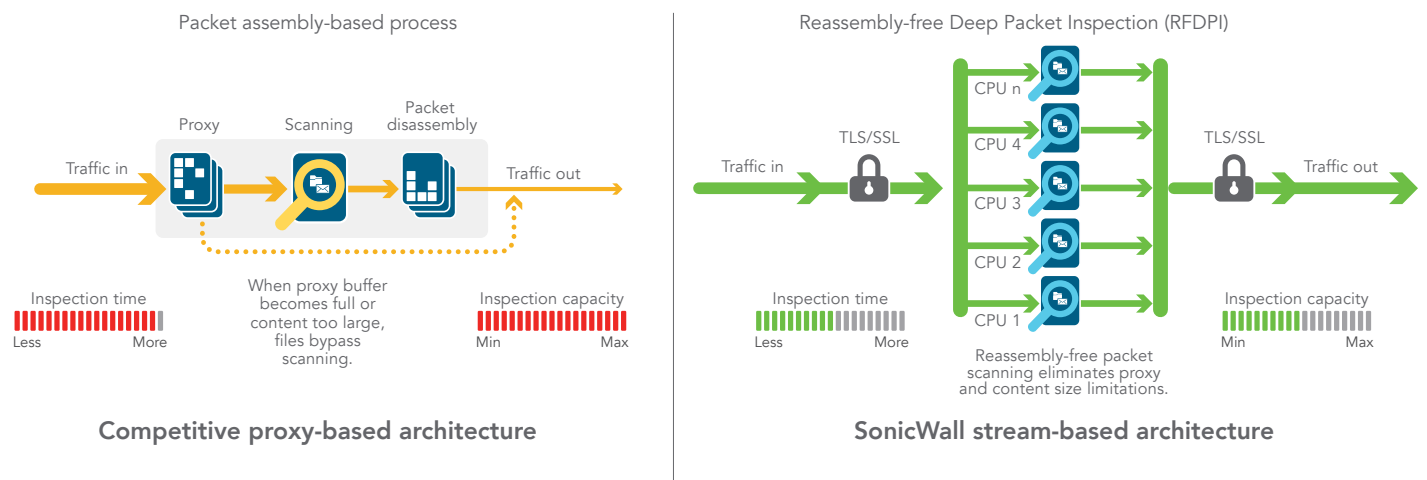 Packet assembly-based process
Proxy
Scanning
Packet
disassembly
Traffic in
Traffic out
When proxy buffer
becomes full or
content too large,
files bypass
scanning.
Inspection time
Less
More
Inspection capacity
Min
Max
Competitive proxy-based architecture
Reassembly-free Deep Packet Inspection (RFDPI)
Traffic in
TLS/SSL
CPU n
CPU 4
CPU 3
CPU 2
CPU 1
TLS/SSL
Traffic out
Inspection time
Less
More
Inspection capacity
Min
Max
Reassembly-free packet
scanning eliminates proxy
and content size limitations.
SonicWall stream-based architecture